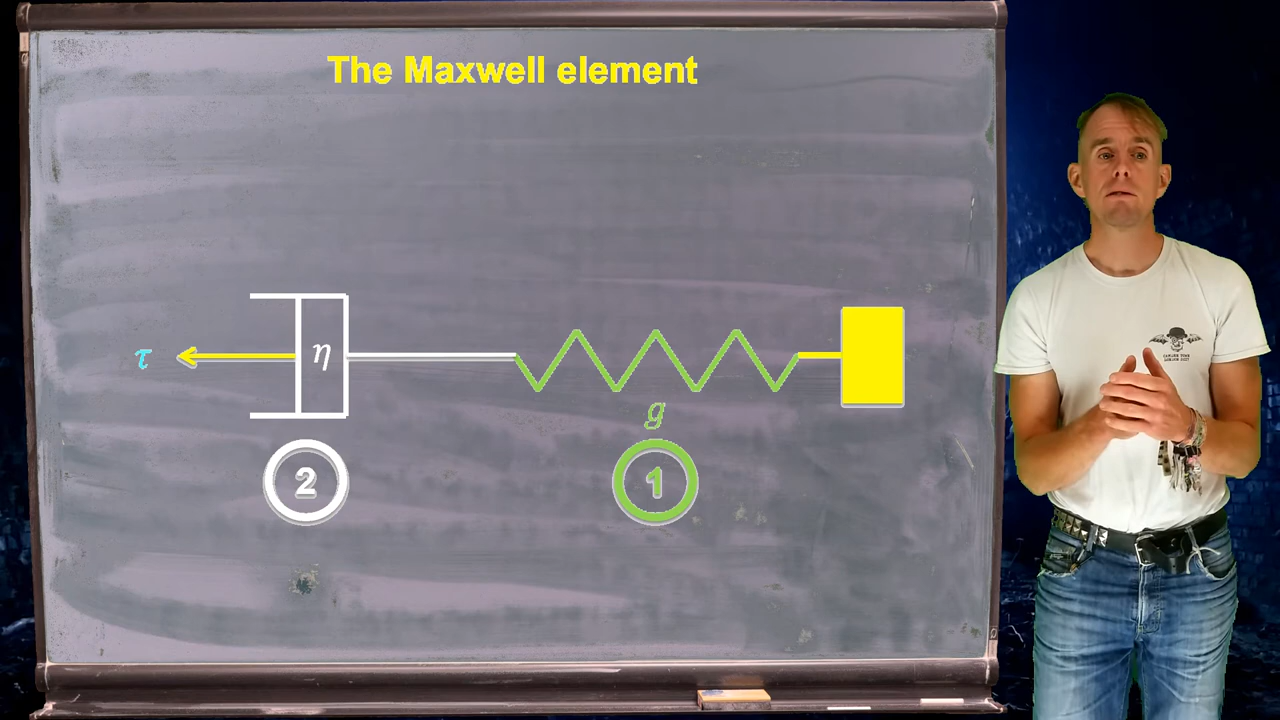 The Maxwell element
τ
η
g
2
1